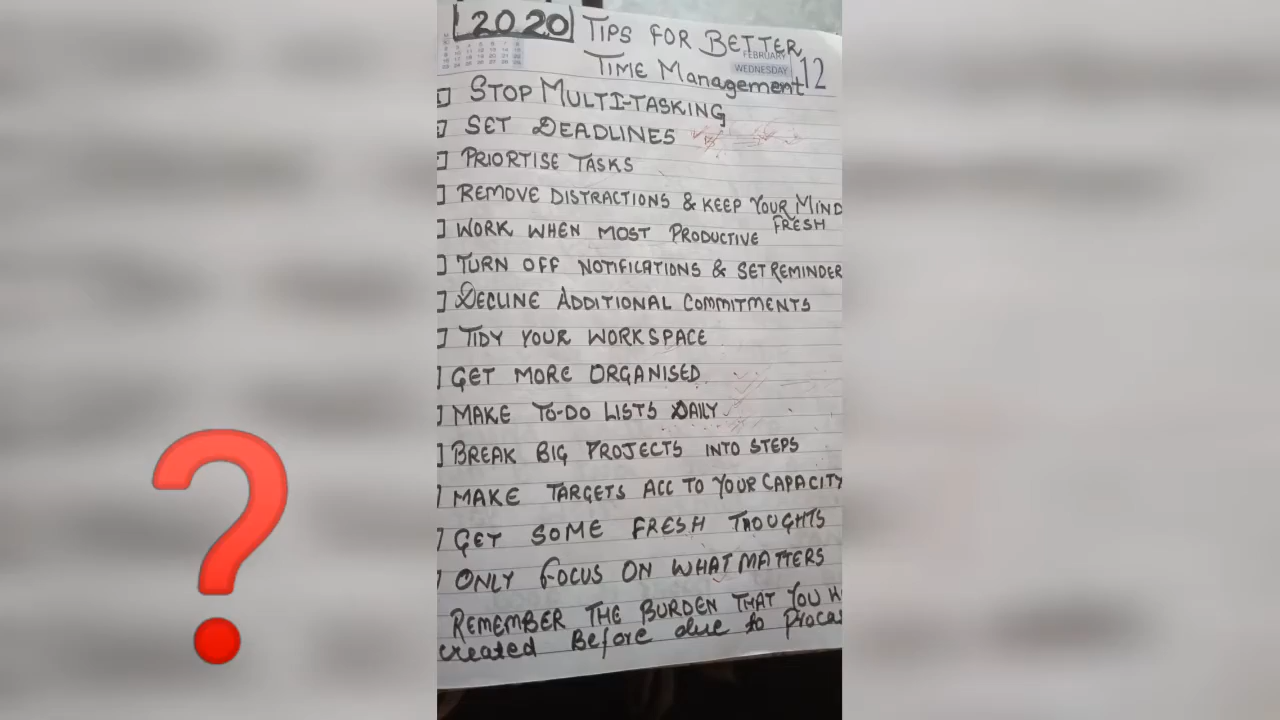 2020 TIPS FOR BETTER
FEBRUARY
TIME Management
WEDNESDAY 12
STOP MULTI-TASKING
SET DEADLINES
PRIORTISE TASKS
REMOVE DISTRACTIONS & KEEP YOUR MIND
FRESH
WORK WHEN MOST PRODUCTIVE
TURN OFF NOTIFICATIONS & SET REMINDER
DECLINE ADDITIONAL COMMITMENTS
TIDY YOUR WORKSPACE
GET MORE ORGANISED
MAKE TO-DO LISTS DAILY
BREAK BIG PROJECTS INTO STEPS
MAKE TARGETS ACC TO YOUR CAPACITY
GET SOME FRESH THOUGHTS
ONLY FOCUS ON WHAT MATTERS
REMEMBER THE BURDEN THAT YOU
created Before due to